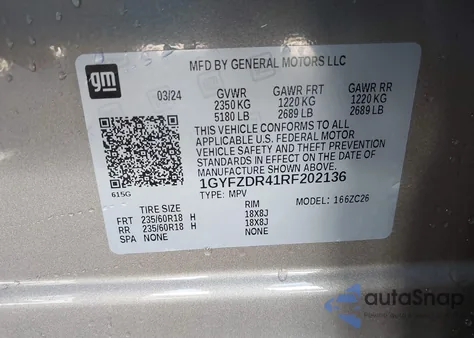 gm
MFD BY GENERAL MOTORS LLC
03/24 GVWR GAWR FRT GAWR RR
2350 KG 1220 KG 1220 KG
5180 LB 2689 LB 2689 LB
THIS VEHICLE CONFORMS TO ALL
APPLICABLE U.S. FEDERAL MOTOR
VEHICLE SAFETY AND THEFT PREVENTION
STANDARDS IN EFFECT ON THE DATE OF
MANUFACTURE SHOWN ABOVE.
1GYFZDR41RF202136
TYPE: MPV MODEL: 166ZC26
615G
TIRE SIZE RIM
FRT 235/60R18 H 18X8J
RR 235/60R18 H 18X8J
SPA NONE NONE
autoSnap